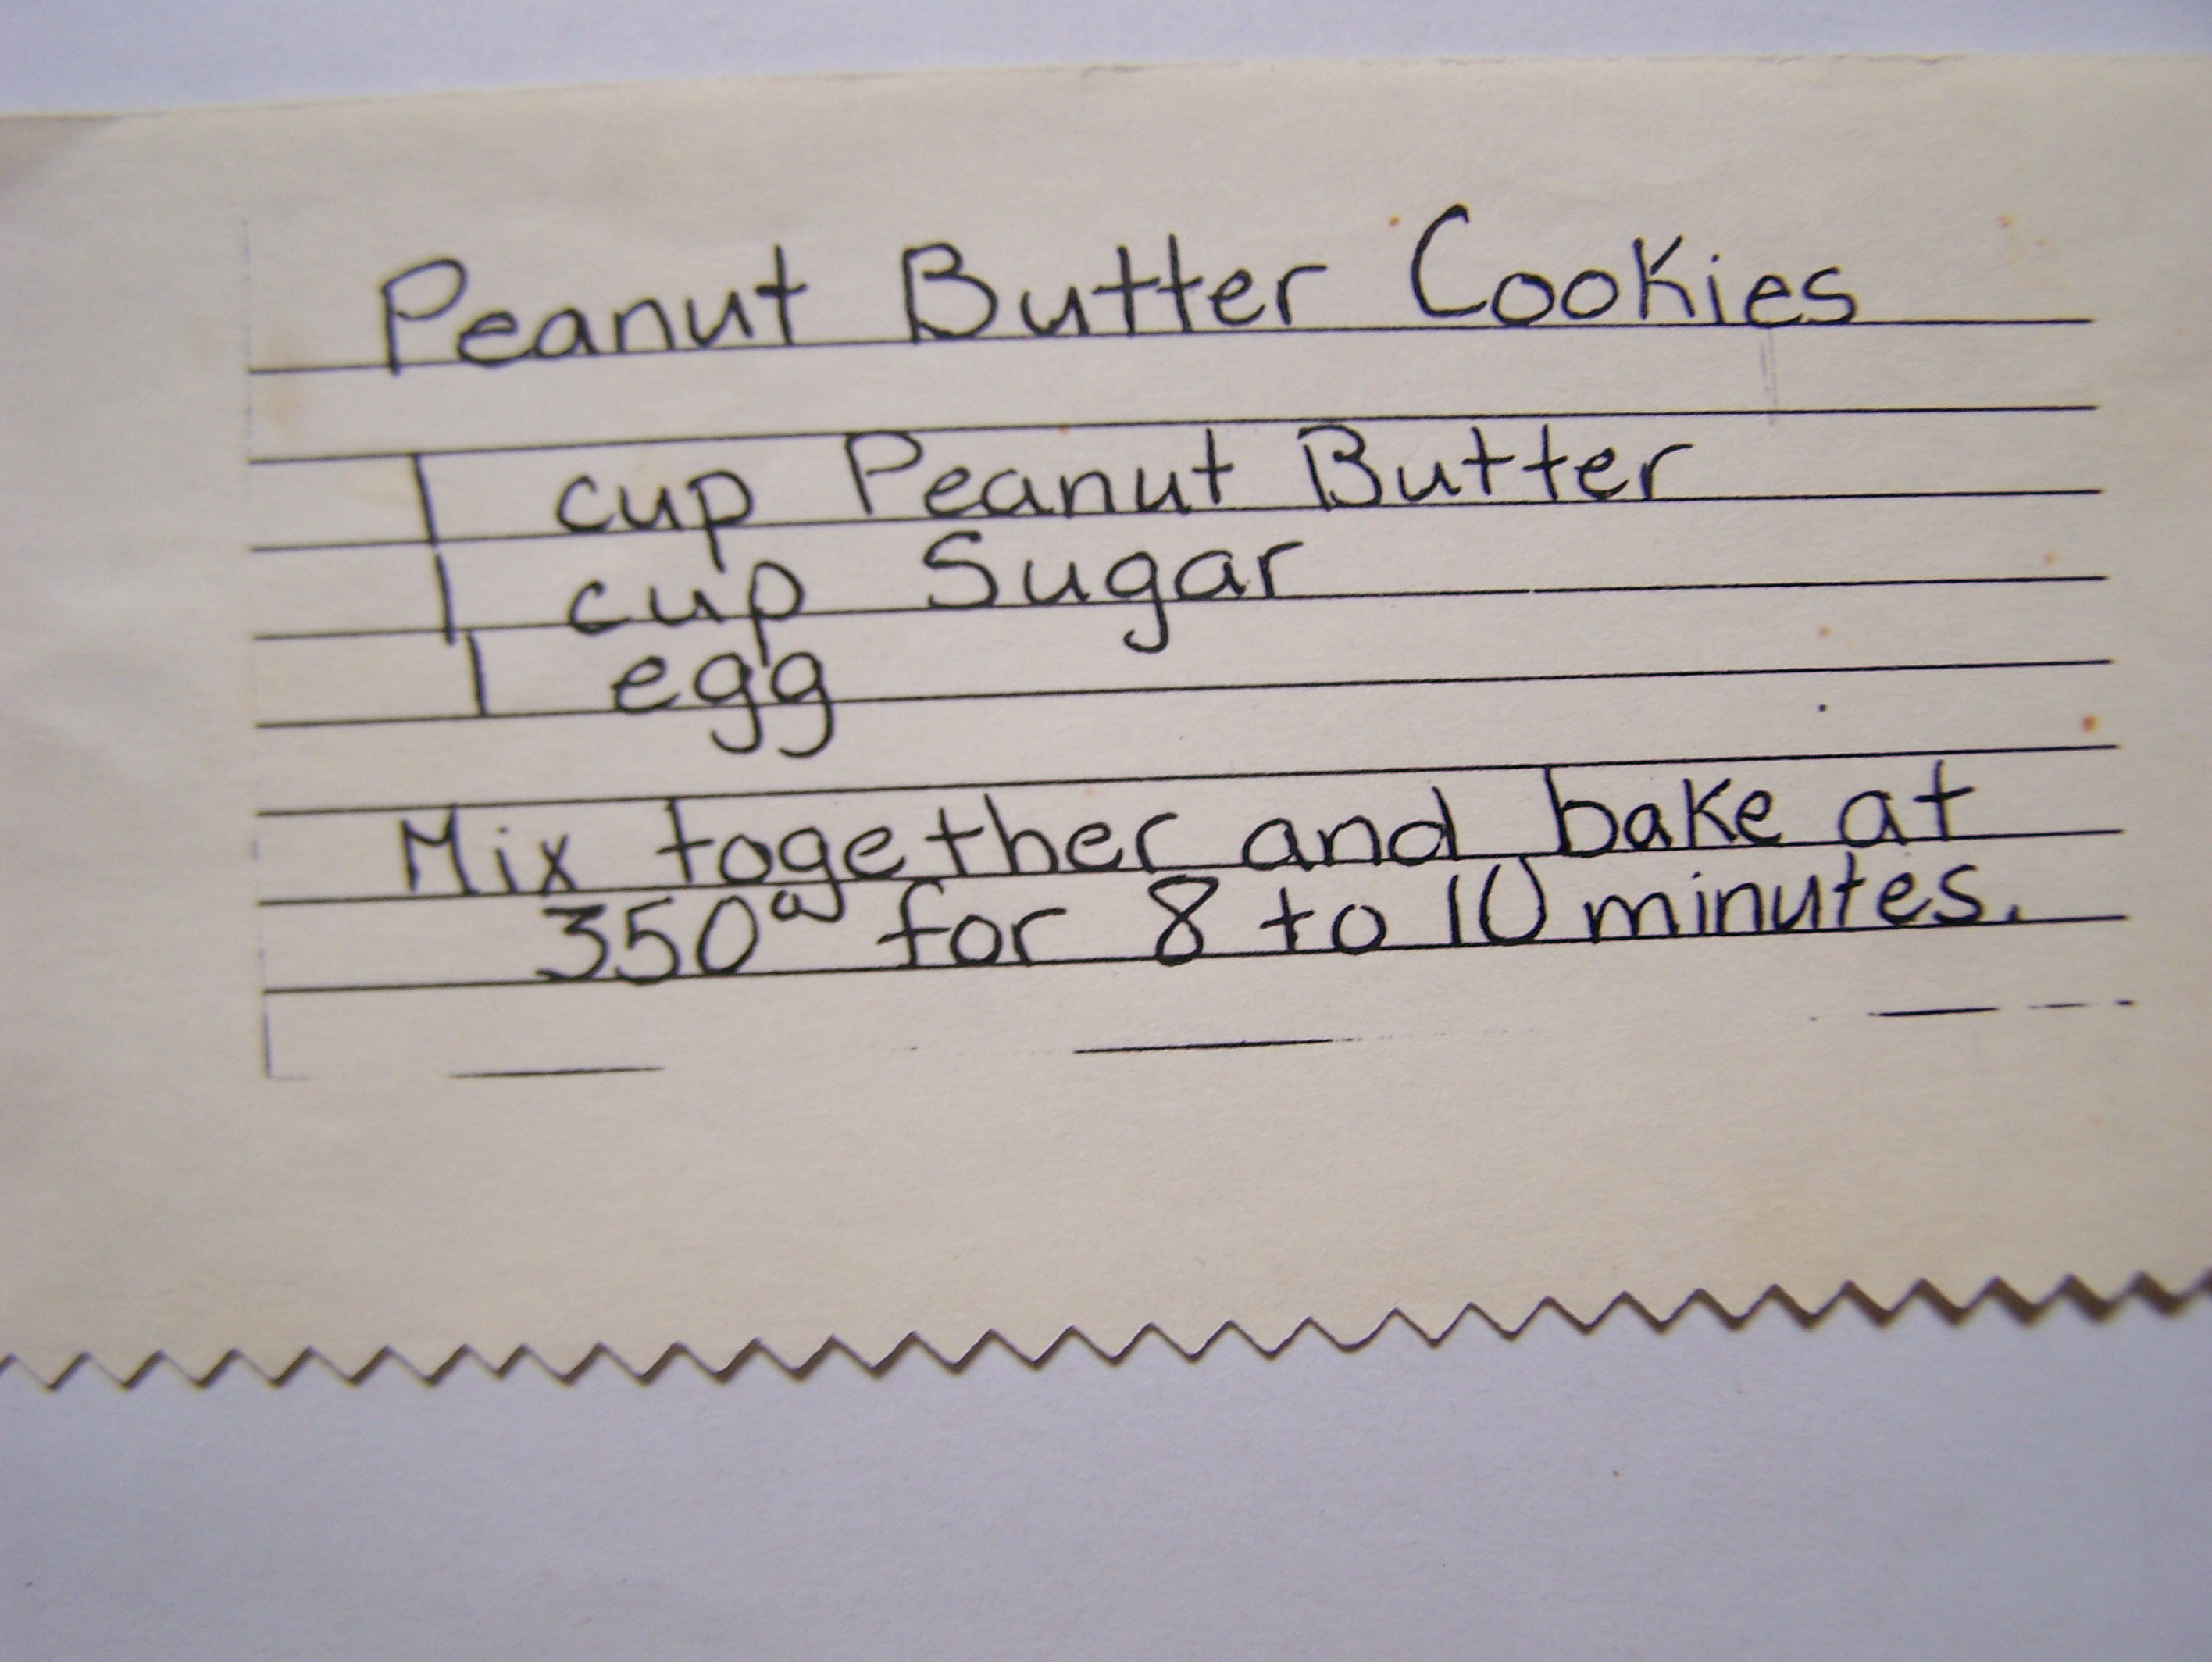 Peanut Butter Cookies
1 cup Peanut Butter
1 cup Sugar
1 egg
Mix together and bake at
350° for 8 to 10 minutes.